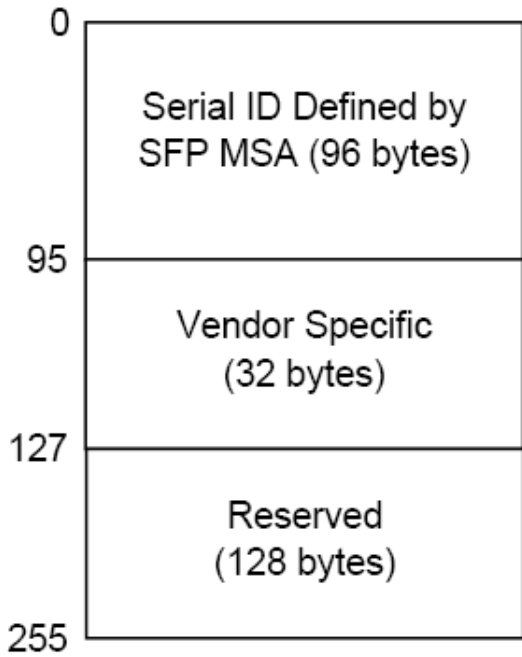 0
Serial ID Defined by
SFP MSA (96 bytes)
95
Vendor Specific
(32 bytes)
127
Reserved
(128 bytes)
255